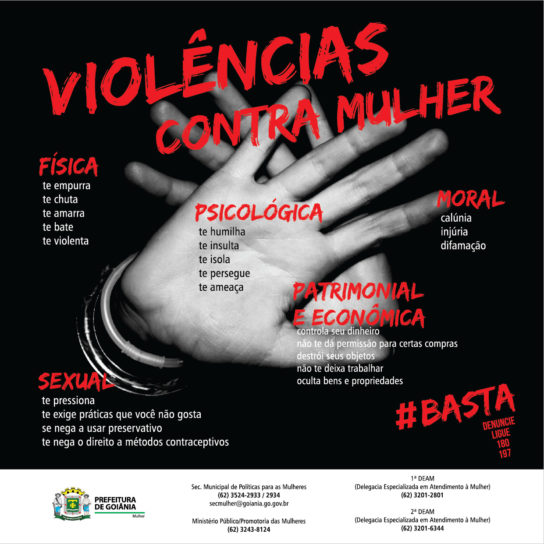 VIOLÊNCIAS
CONTRA MULHER
FÍSICA
te empurra
te chuta
te amarra
te bate
te violenta
PSICOLÓGICA
te humilha
te insulta
te isola
te persegue
te ameaça
MORAL
calúnia
injúria
difamação
PATRIMONIAL
E ECONÔMICA
controla seu dinheiro
não te dá permissão para certas compras
destrói seus objetos
não te deixa trabalhar
oculta bens e propriedades
SEXUAL
te pressiona
te exige práticas que você não gosta
se nega a usar preservativo
te nega o direito a métodos contraceptivos
#BASTA
DENUNCIE
LIGUE
180
197
PREFEITURA
DE GOIÂNIA
Mulher
Sec. Municipal de Políticas para as Mulheres
(62) 3524-2933 / 2934
secmulher@goiania.go.gov.br
Ministério Público/Promotoria das Mulheres
(62) 3243-8124
1ª DEAM
(Delegacia Especializada em Atendimento à Mulher)
(62) 3201-2801
2ª DEAM
(Delegacia Especializada em Atendimento à Mulher)
(62) 3201-6344